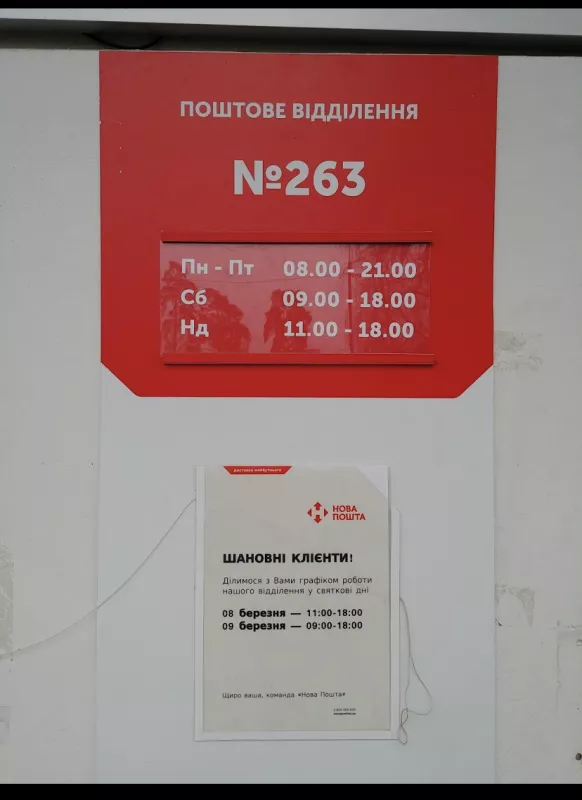 ПОШТОВЕ ВІДДІЛЕННЯ
№263
Пн - Пт 08.00 - 21.00
Сб 09.00 - 18.00
Нд 11.00 - 18.00
доставка майбутнього
НОВА
ПОШТА
ШАНОВНІ КЛІЄНТИ!
Ділимося з Вами графіком роботи
нашого відділення у святкові дні
08 березня — 11:00-18:00
09 березня — 09:00-18:00
Щиро ваша, команда «Нова Пошта»